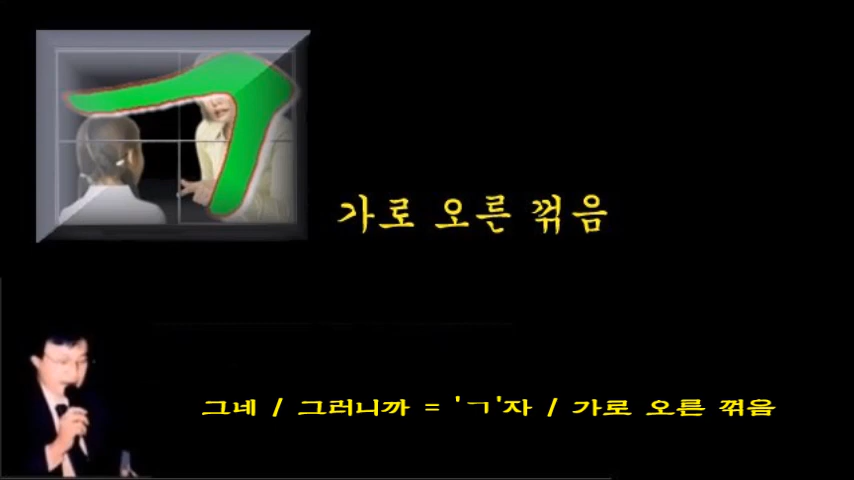 가로 오른 꺾음
그네 / 그러니까 = 'ㄱ'자 / 가로 오른 꺾음